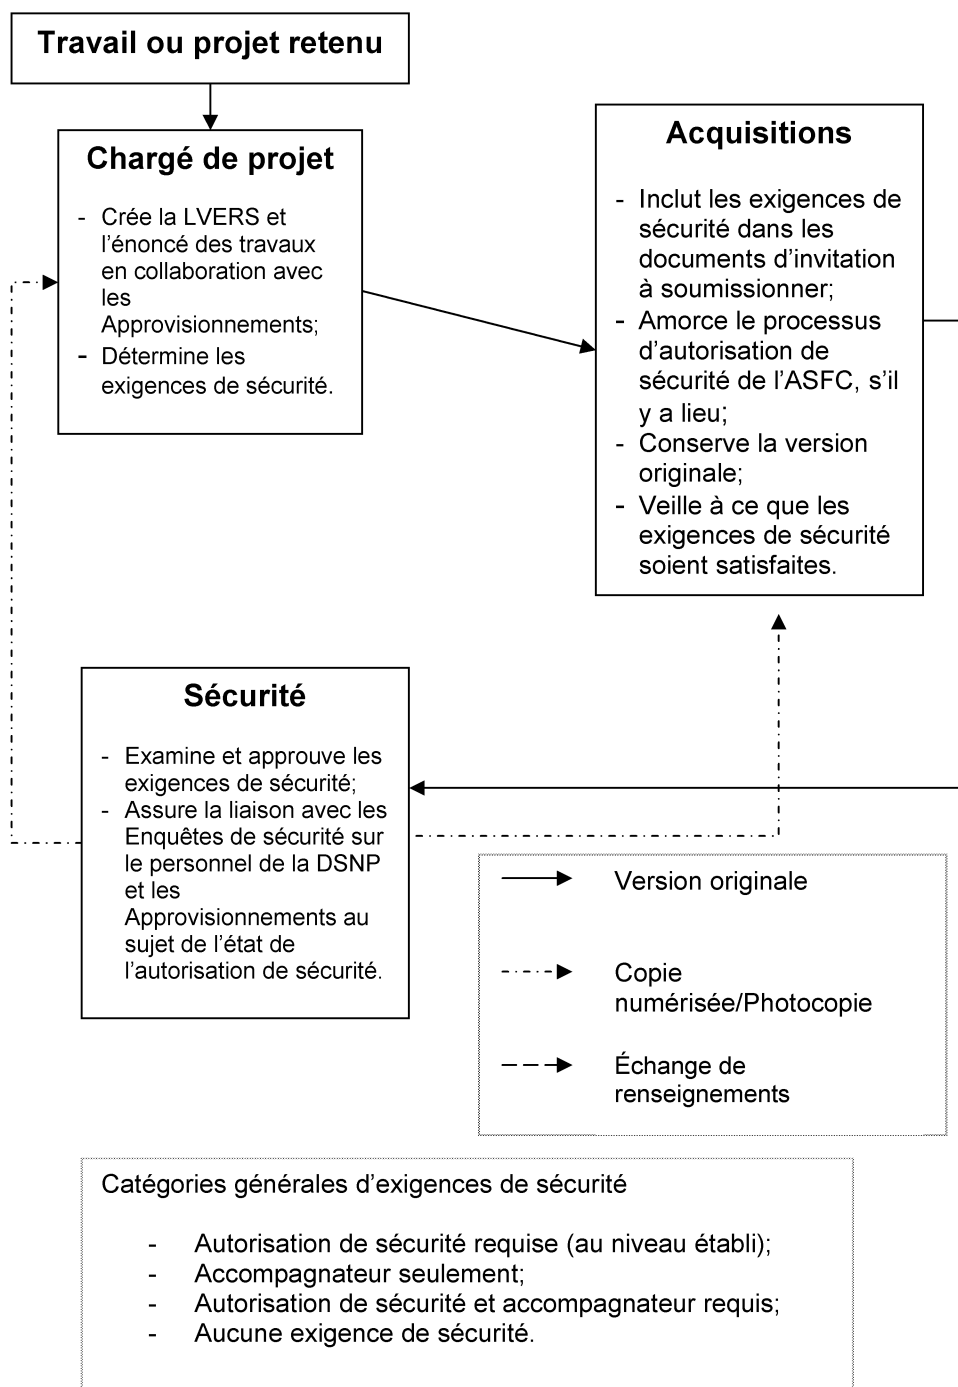 Travail ou projet retenu
Chargé de projet
- Crée la LVERS et
l’énoncé des travaux
en collaboration avec
les
Approvisionnements;
- Détermine les
exigences de sécurité.
Acquisitions
- Inclut les exigences de
sécurité dans les
documents d’invitation
à soumissionner;
- Amorce le processus
d’autorisation de
sécurité de l’ASFC, s’il
y a lieu;
- Conserve la version
originale;
- Veille à ce que les
exigences de sécurité
soient satisfaites.
Sécurité
- Examine et approuve les
exigences de sécurité;
- Assure la liaison avec les
Enquêtes de sécurité sur
le personnel de la DSNP
et les
Approvisionnements au
sujet de l’état de
l’autorisation de sécurité.
Version originale
Copie
numérisée/Photocopie
Échange de
renseignements
Catégories générales d’exigences de sécurité
- Autorisation de sécurité requise (au niveau établi);
- Accompagnateur seulement;
- Autorisation de sécurité et accompagnateur requis;
- Aucune exigence de sécurité.